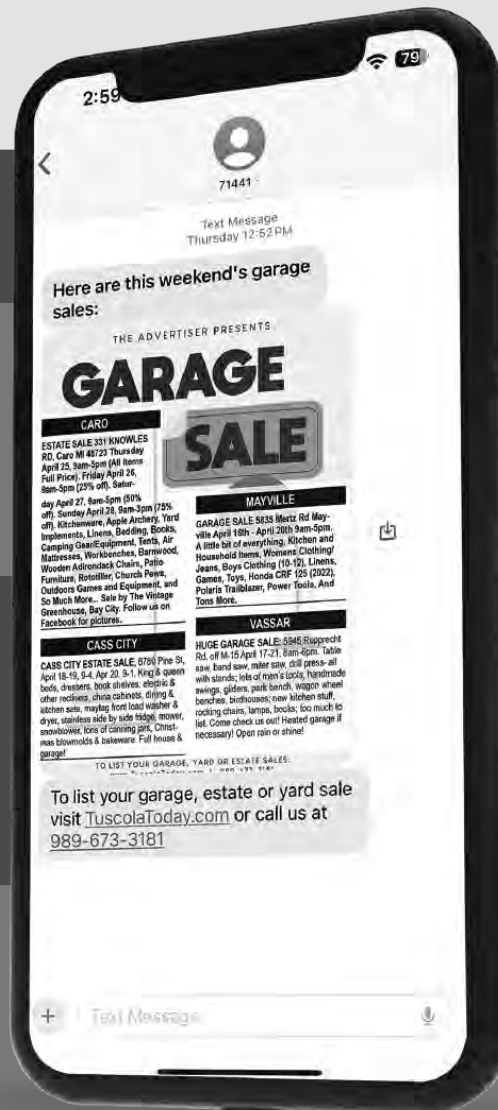 2:59
79
71441
Text Message
Thursday 12:52 PM
Here are this weekend's garage
sales:
THE ADVERTISER PRESENTS
GARAGE
SALE
CARO
ESTATE SALE 331 KNOWLES
RD, Caro MI 48723 Thursday
April 25, 9am-5pm (All Items
Full Price). Friday April 26,
9am-5pm (25% off). Satur-
day April 27, 9am-5pm (50%
off). Sunday April 28, 9am-3pm (75%
off). Kitchenware, Apple Archery, Yard
Implements, Linens, Bedding, Books,
Camping Gear/Equipment, Tents, Air
Mattresses, Workbenches, Barnwood,
Wooden Adirondack Chairs, Patio
Furniture, Rototiller, Church Pews,
Outdoors Games and Equipment, and
So Much More... Sale by The Vintage
Greenhouse, Bay City. Follow us on
Facebook for pictures.
CASS CITY
CASS CITY ESTATE SALE, 6780 Pine St,
April 18-19, 9-4, Apr 20, 9-1. King & queen
beds, dressers, book shelves, electric &
other recliners, china cabinets, dining &
kitchen sets, maytag front load washer &
dryer, stainless side by side fridge, mower,
snowblower, tons of canning jars, Christ-
mas blowmolds & bakeware. Full house &
garage!
MAYVILLE
GARAGE SALE 5835 Mertz Rd May-
ville April 18th - April 20th 9am-5pm.
A little bit of everything, Kitchen and
Household Items, Womens Clothing/
Jeans, Boys Clothing (10-12), Linens,
Games, Toys, Honda CRF 125 (2022),
Polaris Trailblazer, Power Tools, And
Tons More.
VASSAR
HUGE GARAGE SALE: 5945 Rupprecht
Rd. off M-15 April 17-21, 8am-6pm. Table
saw, band saw, miter saw, drill press- all
with stands; lots of men's tools, handmade
swings, gliders, park bench, wagon wheel
benches, birdhouses; new kitchen stuff,
rocking chairs, lamps, books; too much to
list. Come check us out! Heated garage if
necessary! Open rain or shine!
TO LIST YOUR GARAGE, YARD OR ESTATE SALES:
To list your garage, estate or yard sale
visit TuscolaToday.com or call us at
989-673-3181
Text Message